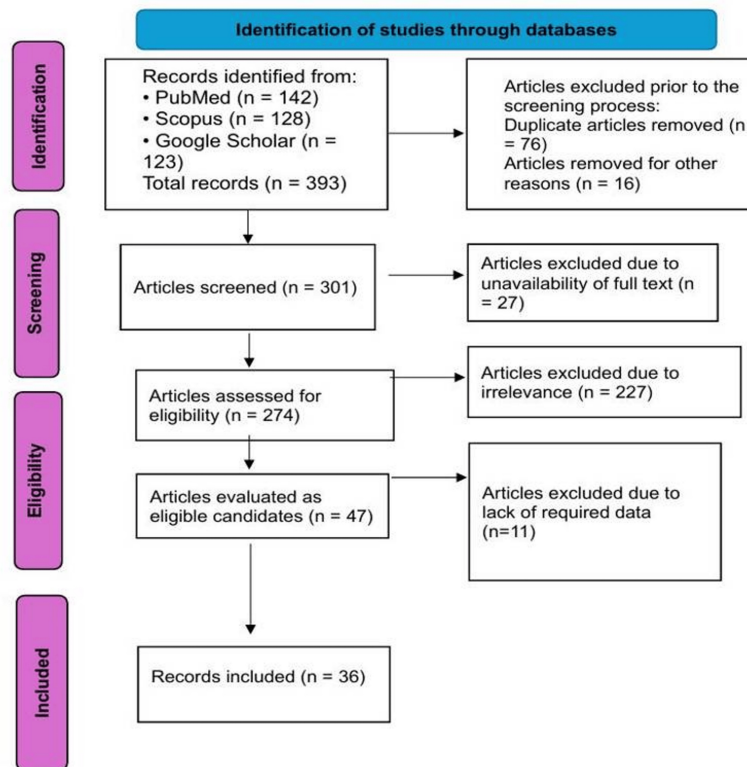 Identification of studies through databases
Identification
Records identified from:
• PubMed (n = 142)
• Scopus (n = 128)
• Google Scholar (n =
123)
Total records (n = 393)
Articles excluded prior to the
screening process:
Duplicate articles removed (n
= 76)
Articles removed for other
reasons (n = 16)
Screening
Articles screened (n = 301)
Articles excluded due to
unavailability of full text (n
= 27)
Articles assessed for
eligibility (n = 274)
Articles excluded due to
irrelevance (n = 227)
Eligibility
Articles evaluated as
eligible candidates (n = 47)
Articles excluded due to
lack of required data
(n=11)
Included
Records included (n = 36)